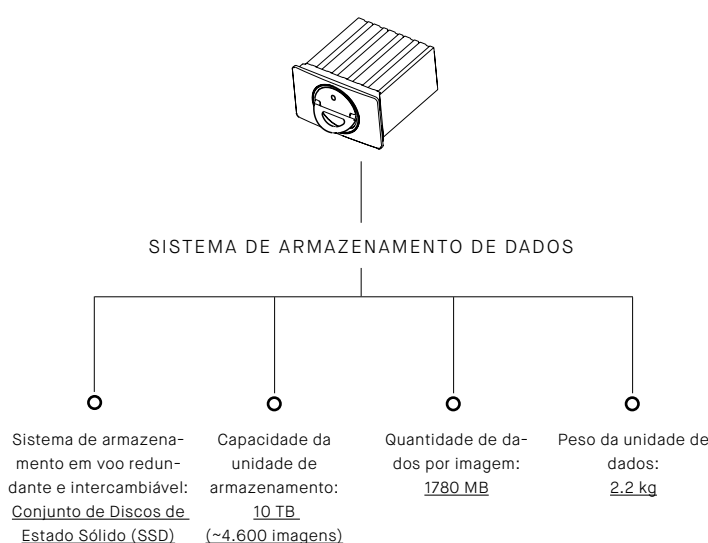 SISTEMA DE ARMAZENAMENTO DE DADOS
Sistema de armazena-
mento em voo redun-
dante e intercambiável:
Conjunto de Discos de
Estado Sólido (SSD)
Capacidade da
unidade de
armazenamento:
10 TB
(~4.600 imagens)
Quantidade de da-
dos por imagem:
1780 MB
Peso da unidade de
dados:
2.2 kg